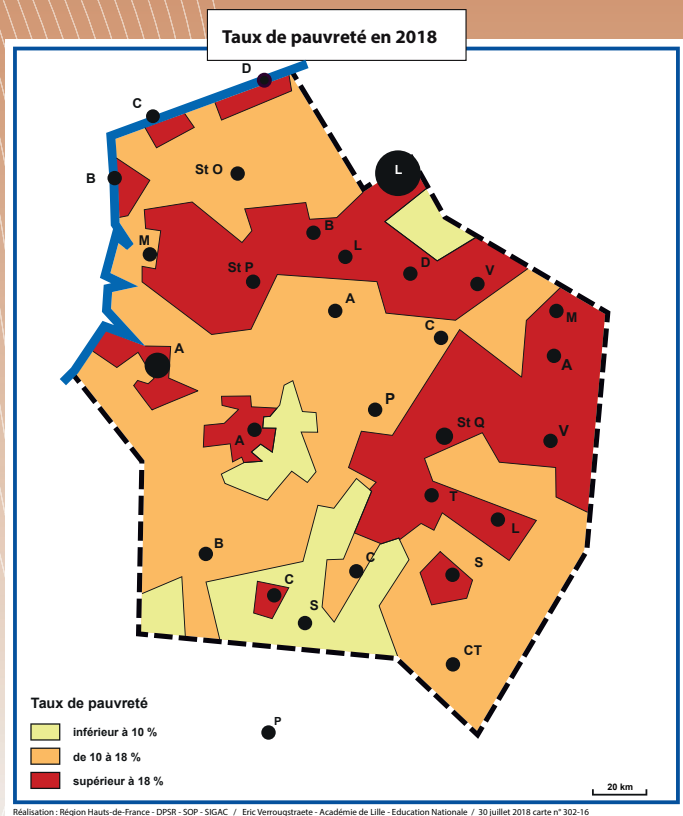 Taux de pauvreté en 2018
D
C
L
St O
B
B
M
L
St P
D
V
A
M
C
A
A
P
St Q
A
V
T
L
B
C
S
C
S
CT
Taux de pauvreté
P
inférieur à 10 %
de 10 à 18 %
supérieur à 18 %
20 km
Réalisation : Région Hauts-de-France - DPSR - SOP - SIGAC / Eric Verrougstraete - Académie de Lille - Education Nationale / 30 juillet 2018 carte n° 302-16